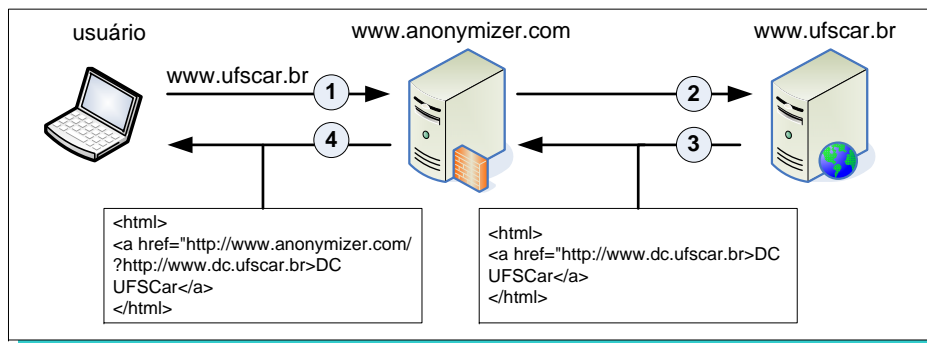 usuário
www.anonymizer.com
www.ufscar.br
www.ufscar.br
1
2
4
3
<html>
<a href="http://www.anonymizer.com/
?http://www.dc.ufscar.br>DC
UFSCar</a>
</html>
<html>
<a href="http://www.dc.ufscar.br>DC
UFSCar</a>
</html>